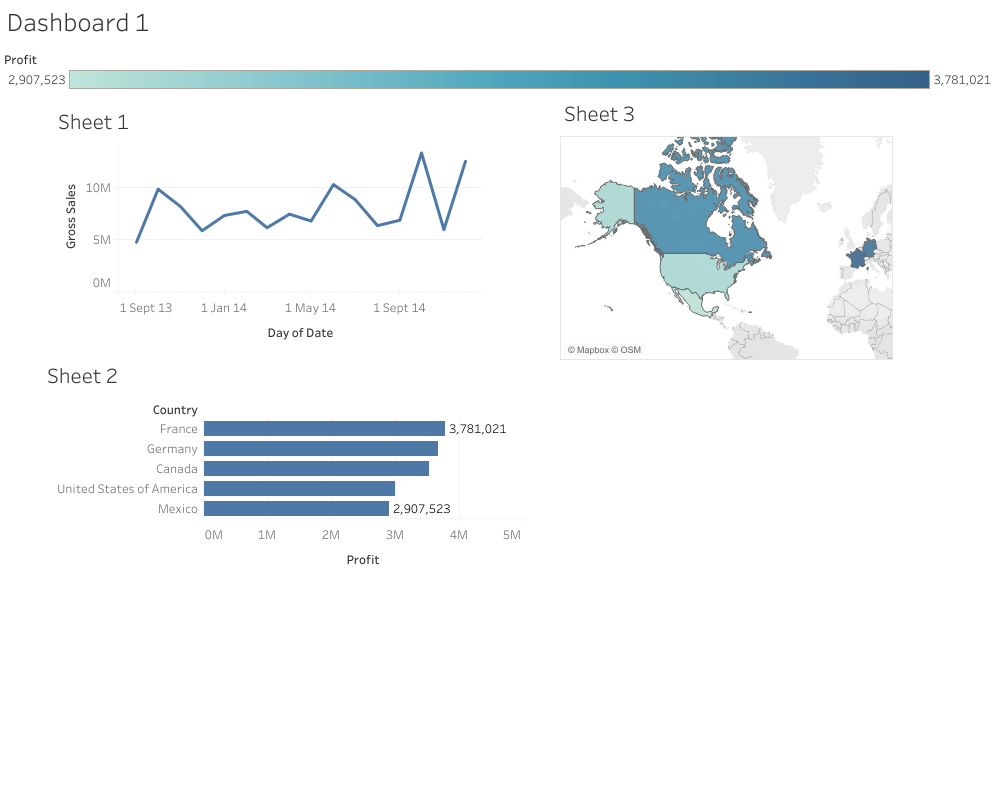 Dashboard 1
Profit
2,907,523 3,781,021
Sheet 1
Gross Sales
10M
5M
0M
1 Sept 13 1 Jan 14 1 May 14 1 Sept 14
Day of Date
Sheet 3
© Mapbox © OSM
Sheet 2
Country
France 3,781,021
Germany
Canada
United States of America
Mexico 2,907,523
0M 1M 2M 3M 4M 5M
Profit